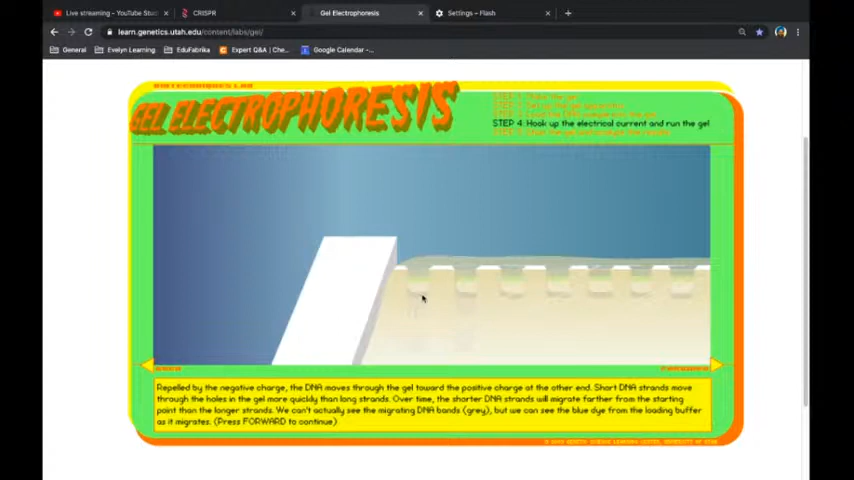 Live streaming - YouTube Stud
CRISPR
Gel Electrophoresis
Settings - Flash
learn.genetics.utah.edu/content/labs/gel/
General
Evelyn Learning
EduFabrika
Expert Q&A | Che...
Google Calendar -...
GEL ELECTROPHORESIS
STEP 4: Hook up the electrical current and run the gel
Repelled by the negative charge, the DNA moves through the gel toward the positive charge at the other end. Short DNA strands move
through the holes in the gel more quickly than long strands. Over time, the shorter DNA strands will migrate farther from the starting
point than the longer strands. We can't actually see the migrating DNA bands (grey), but we can see the blue dye from the loading buffer
as it migrates. (Press FORWARD to continue)